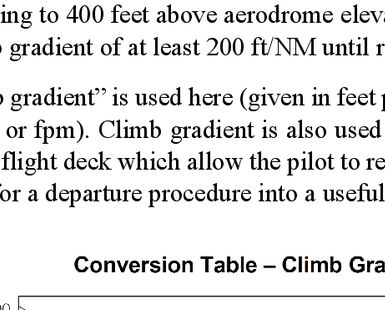 ing to 400 feet above aerodrome eleva
gradient of at least 200 ft/NM until r
gradient” is used here (given in feet p
or fpm). Climb gradient is also used
flight deck which allow the pilot to re
or a departure procedure into a useful
Conversion Table – Climb Gra